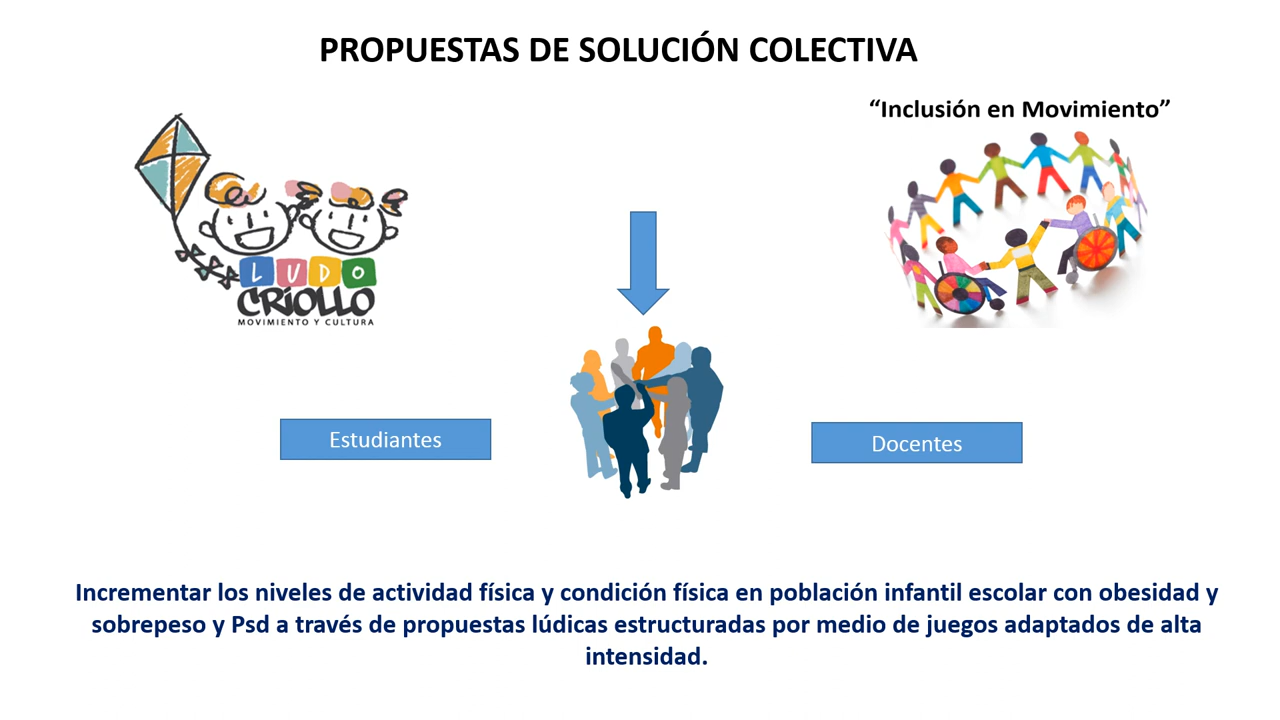 PROPUESTAS DE SOLUCIÓN COLECTIVA
“Inclusión en Movimiento”
LUDO
CRIOLLO
MOVIMIENTO Y CULTURA
Estudiantes
Docentes
Incrementar los niveles de actividad física y condición física en población infantil escolar con obesidad y
sobrepeso y Psd a través de propuestas lúdicas estructuradas por medio de juegos adaptados de alta
intensidad.